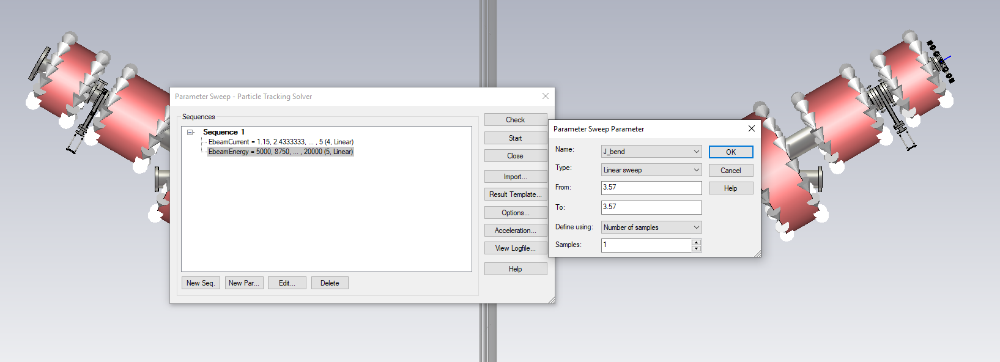 Parameter Sweep - Particle Tracking Solver
Sequences
Sequence 1
EbeamCurrent = 1.15, 2.4333333, ... , 5 (4, Linear)
EbeamEnergy = 5000, 8750, ... , 20000 (5, Linear)
New Seq.
New Par...
Edit...
Delete
Check
Start
Close
Import...
Result Template...
Options...
Acceleration...
View Logfile...
Help
Parameter Sweep Parameter
Name:
J_bend
OK
Type:
Linear sweep
Cancel
From:
3.57
Help
To:
3.57
Define using:
Number of samples
Samples:
1